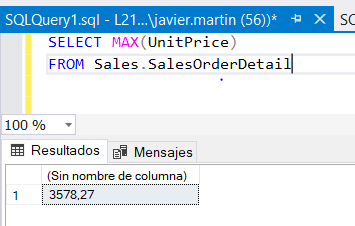 SQLQuery1.sql - L21...\javier.martin (56))*
SELECT MAX(UnitPrice)
FROM Sales.SalesOrderDetail
100 %
Resultados Mensajes
(Sin nombre de columna)
1 3578,27